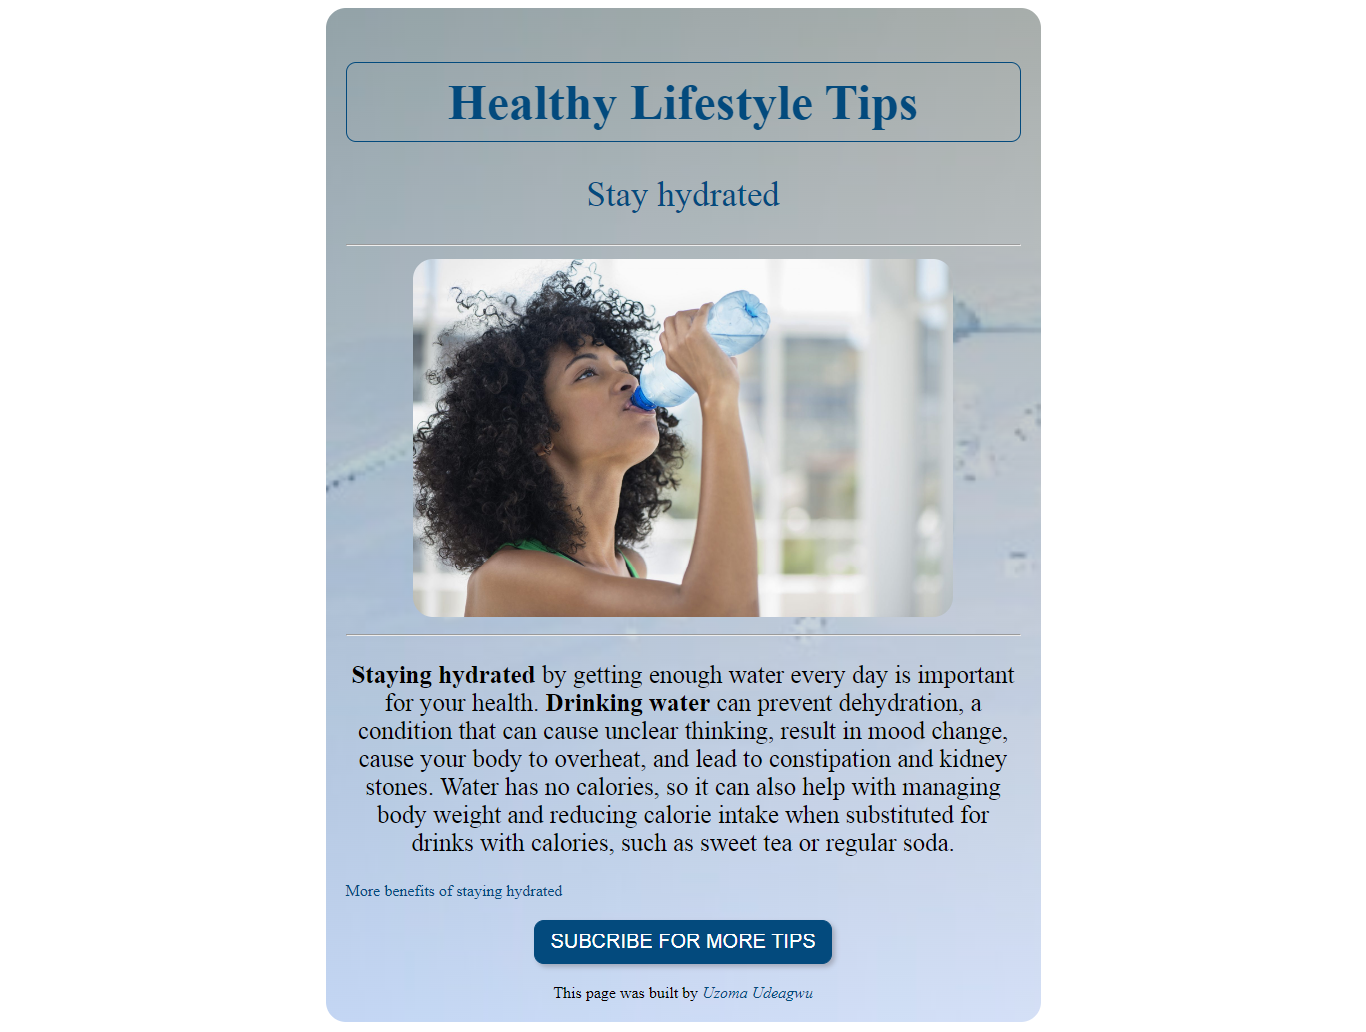 Healthy Lifestyle Tips
Stay hydrated
Staying hydrated by getting enough water every day is important
for your health. Drinking water can prevent dehydration, a
condition that can cause unclear thinking, result in mood change,
cause your body to overheat, and lead to constipation and kidney
stones. Water has no calories, so it can also help with managing
body weight and reducing calorie intake when substituted for
drinks with calories, such as sweet tea or regular soda.
More benefits of staying hydrated
SUBCRIBE FOR MORE TIPS
This page was built by Uzoma Udeagwu